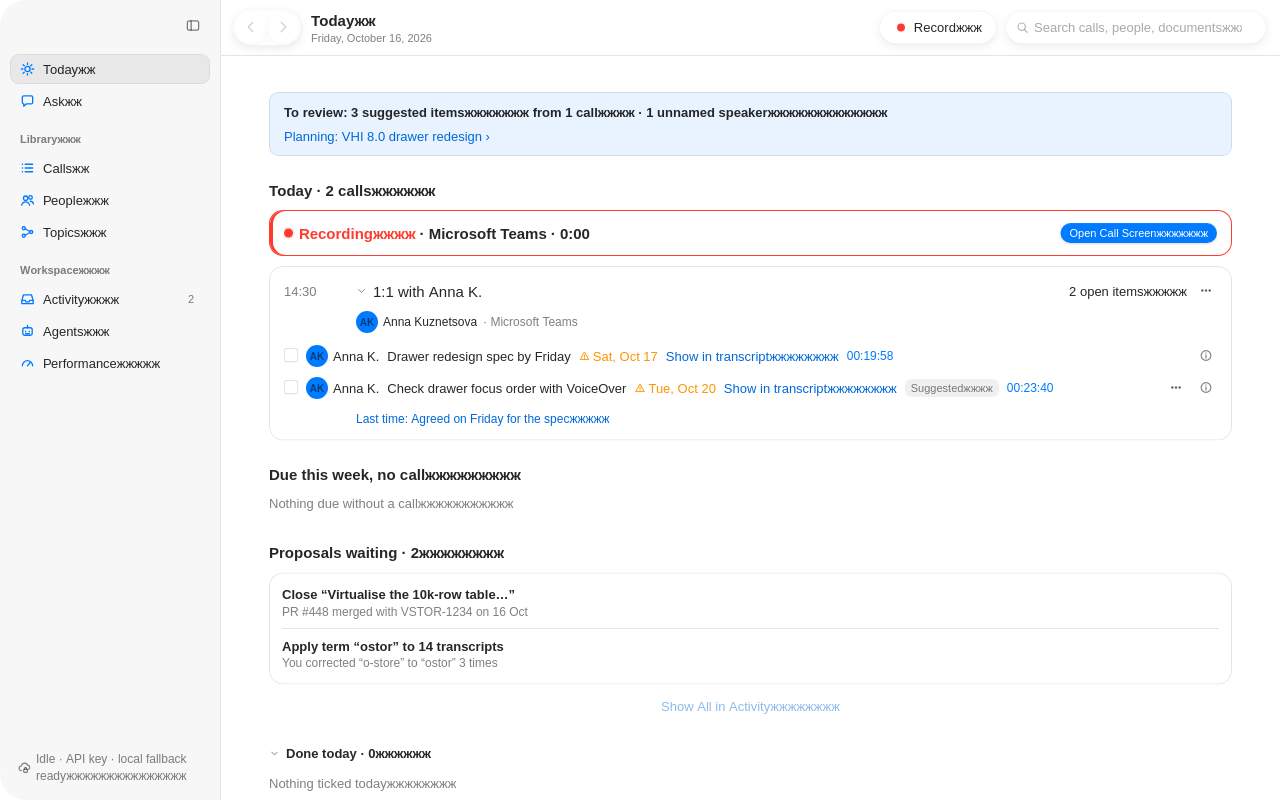 Todayжж
Askжж
Libraryжжж
Callsжж
Peopleжжж
Topicsжжж
Workspaceжжжж
Activityжжжж
2
Agentsжжж
Performanceжжжжж
Idle · API key · local fallback
readyжжжжжжжжжжжжжжж
Todayжж
Friday, October 16, 2026
Recordжжж
Search calls, people, documentsжю
To review: 3 suggested itemsжжжжжжж from 1 callжжжж · 1 unnamed speakerжжжжжжжжжжжжж
Planning: VHI 8.0 drawer redesign ›
Today · 2 callsжжжжжж
Recordingжжжж · Microsoft Teams · 0:00
Open Call Screenжжжжжжж
14:30
1:1 with Anna K.
2 open itemsжжжжж
AK Anna Kuznetsova · Microsoft Teams
AK Anna K. Drawer redesign spec by Friday Sat, Oct 17 Show in transcriptжжжжжжжж 00:19:58
AK Anna K. Check drawer focus order with VoiceOver Tue, Oct 20 Show in transcriptжжжжжжжж Suggestedжжжж 00:23:40
Last time: Agreed on Friday for the specжжжжж
Due this week, no callжжжжжжжжж
Nothing due without a callжжжжжжжжжж
Proposals waiting · 2жжжжжжжж
Close “Virtualise the 10k-row table…”
PR #448 merged with VSTOR-1234 on 16 Oct
Apply term “ostor” to 14 transcripts
You corrected “o-store” to “ostor” 3 times
Show All in Activityжжжжжжжж
Done today · 0жжжжжж
Nothing ticked todayжжжжжжжж